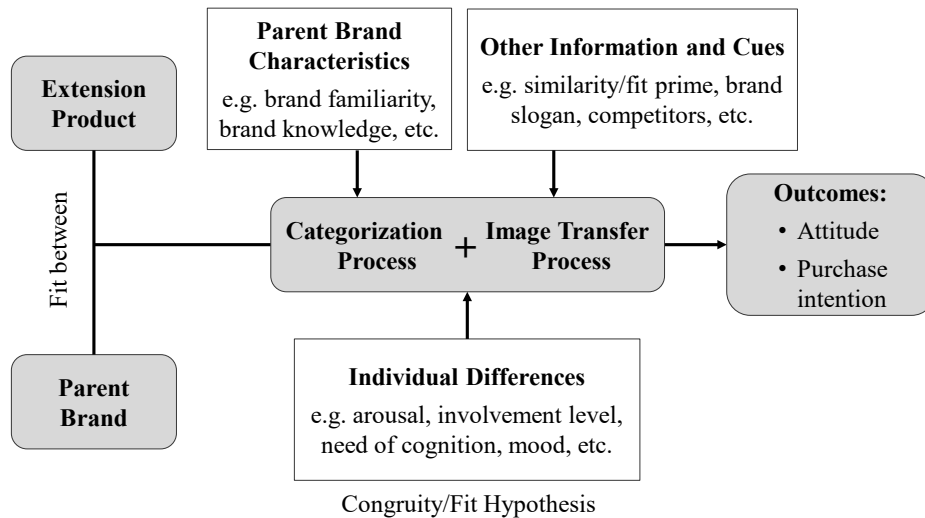 Extension
Product
Fit between
Parent
Brand
Parent Brand
Characteristics
e.g. brand familiarity,
brand knowledge, etc.
Other Information and Cues
e.g. similarity/fit prime, brand
slogan, competitors, etc.
Categorization
Process
+
Image Transfer
Process
Outcomes:
• Attitude
• Purchase
intention
Individual Differences
e.g. arousal, involvement level,
need of cognition, mood, etc.
Congruity/Fit Hypothesis